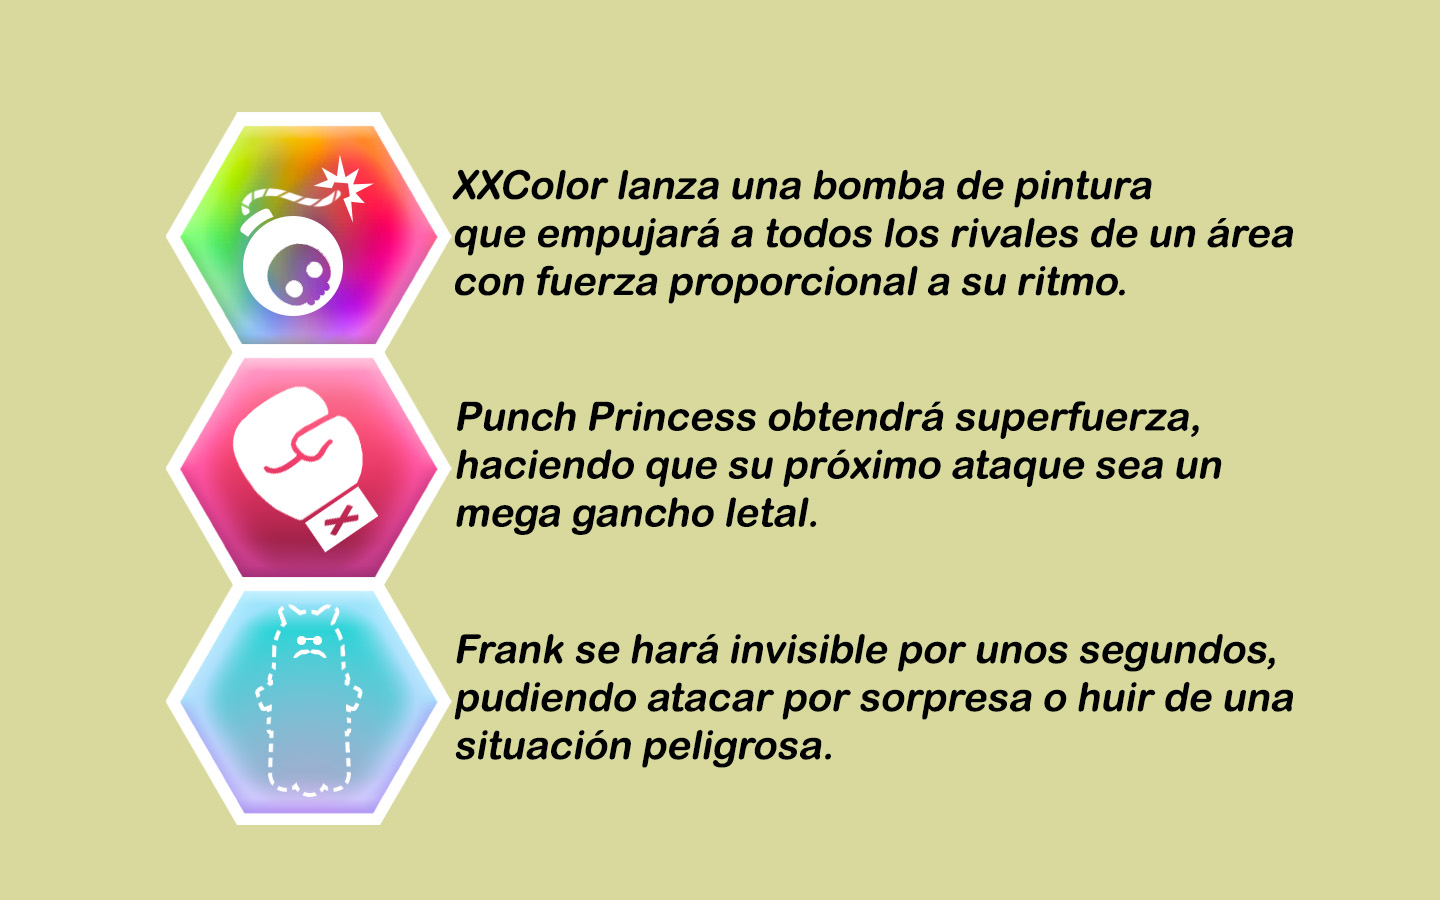 XXColor lanza una bomba de pintura
que empujará a todos los rivales de un área
con fuerza proporcional a su ritmo.
Punch Princess obtendrá superfuerza,
haciendo que su próximo ataque sea un
mega gancho letal.
Frank se hará invisible por unos segundos,
pudiendo atacar por sorpresa o huir de una
situación peligrosa.